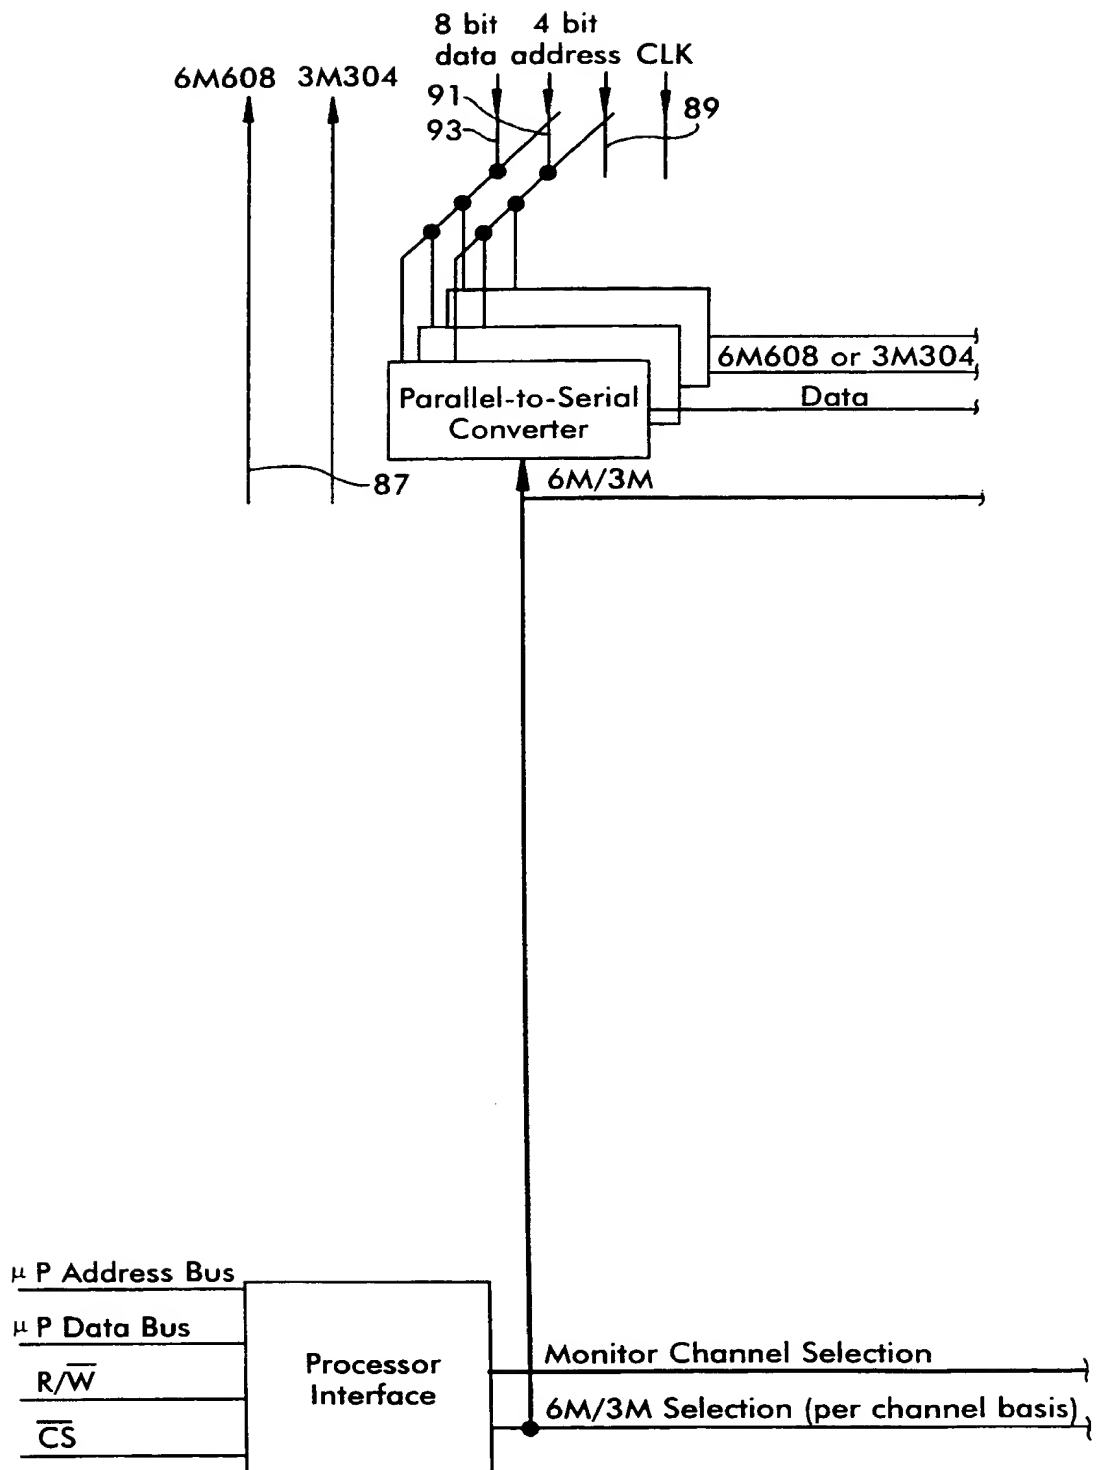 8 bit 4 bit
data address CLK
6M608 3M304
91
93
89
6M608 or 3M304
Data
Parallel-to-Serial
Converter
6M/3M
87
μ P Address Bus
μ P Data Bus
R/W̅
C̅S̅
Processor
Interface
Monitor Channel Selection
6M/3M Selection (per channel basis)